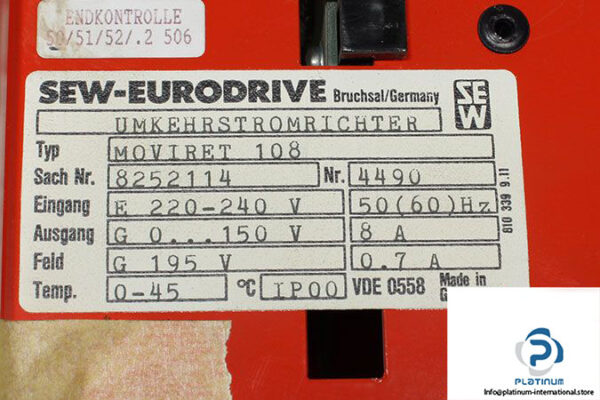 ENDKONTROLLE
50/51/52/.2 506
SEW-EURODRIVE Bruchsal/Germany
SEW
UMKEHRSTROMRICHTER
Typ MOVIRET 108
Sach Nr. 8252114 Nr. 4490
Eingang E 220-240 V 50(60)Hz
Ausgang G 0...150 V 8 A
Feld G 195 V 0.7 A
Temp. 0-45 °C IP00 VDE 0558 Made in
G
810 339 9.11
PLATINUM
Info@platinum-international.store